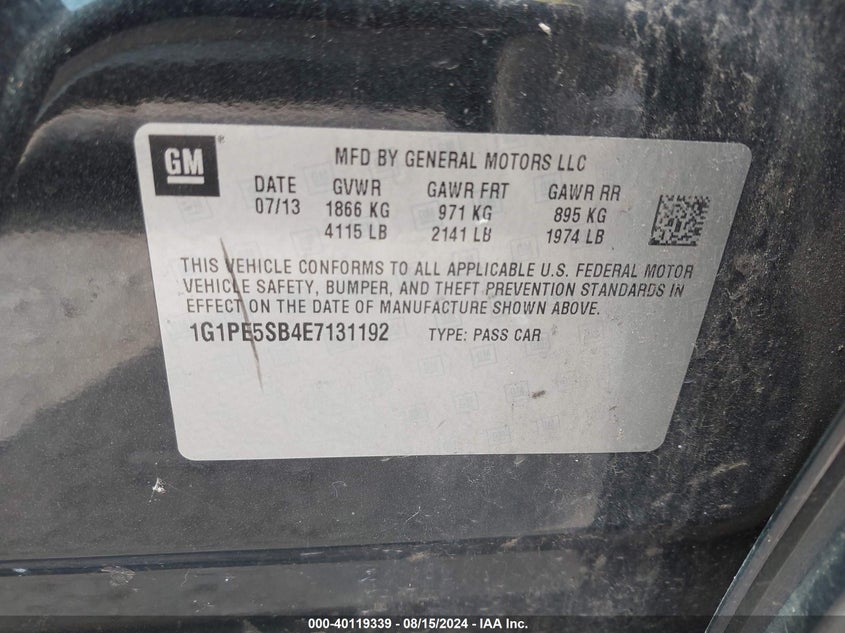 GM
MFD BY GENERAL MOTORS LLC
DATE GVWR GAWR FRT GAWR RR
07/13 1866 KG 971 KG 895 KG
4115 LB 2141 LB 1974 LB
THIS VEHICLE CONFORMS TO ALL APPLICABLE U.S. FEDERAL MOTOR
VEHICLE SAFETY, BUMPER, AND THEFT PREVENTION STANDARDS IN
EFFECT ON THE DATE OF MANUFACTURE SHOWN ABOVE.
1G1PE5SB4E7131192 TYPE: PASS CAR
000-40119339 - 08/15/2024 - IAA Inc.